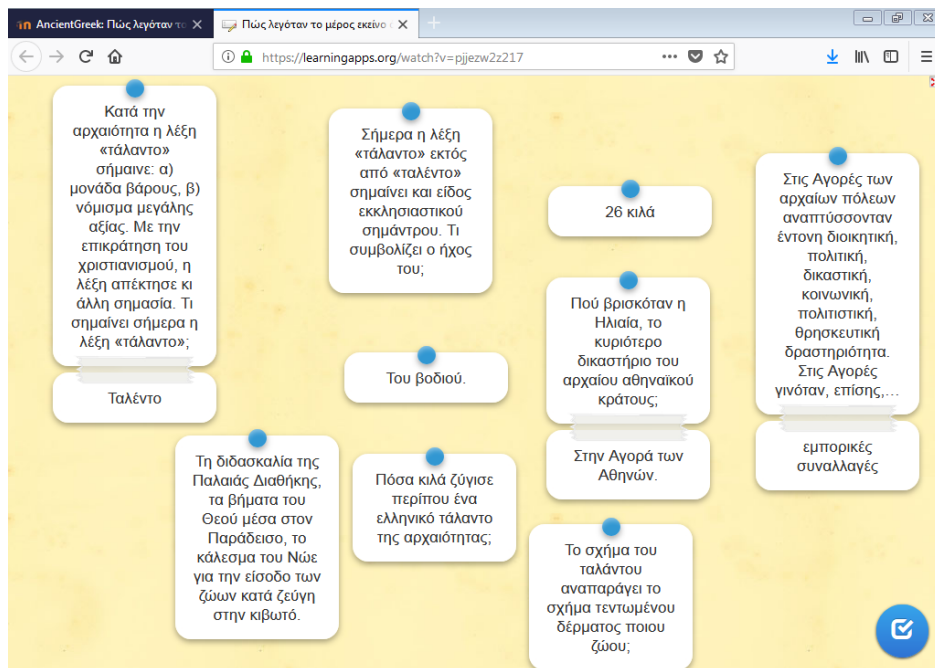 AncientGreek: Πώς λεγόταν το
Πώς λεγόταν το μέρος εκείνο
https://learningapps.org/watch?v=pjjezw2z217
Κατά την
αρχαιότητα η λέξη
«τάλαντο»
σήμαινε: α)
μονάδα βάρους, β)
νόμισμα μεγάλης
αξίας. Με την
επικράτηση του
χριστιανισμού, η
λέξη απέκτησε κι
άλλη σημασία. Τι
σημαίνει σήμερα η
λέξη «τάλαντο»;
Ταλέντο
Σήμερα η λέξη
«τάλαντο» εκτός
από «ταλέντο»
σημαίνει και είδος
εκκλησιαστικού
σημάντρου. Τι
συμβολίζει ο ήχος
του;
26 κιλά
Στις Αγορές των
αρχαίων πόλεων
αναπτύσσονταν
έντονη διοικητική,
πολιτική,
δικαστική,
κοινωνική,
πολιτιστική,
θρησκευτική
δραστηριότητα.
Στις Αγορές
γινόταν, επίσης,...
εμπορικές
συναλλαγές
Πού βρισκόταν η
Ηλιαία, το
κυριότερο
δικαστήριο του
αρχαίου αθηναϊκού
κράτους;
Στην Αγορά των
Αθηνών.
Του βοδιού.
Τη διδασκαλία της
Παλαιάς Διαθήκης,
τα βήματα του
Θεού μέσα στον
Παράδεισο, το
κάλεσμα του Νώε
για την είσοδο των
ζώων κατά ζεύγη
στην κιβωτό.
Πόσα κιλά ζύγισε
περίπου ένα
ελληνικό τάλαντο
της αρχαιότητας;
Το σχήμα του
ταλάντου
αναπαράγει το
σχήμα τεντωμένου
δέρματος ποιου
ζώου;